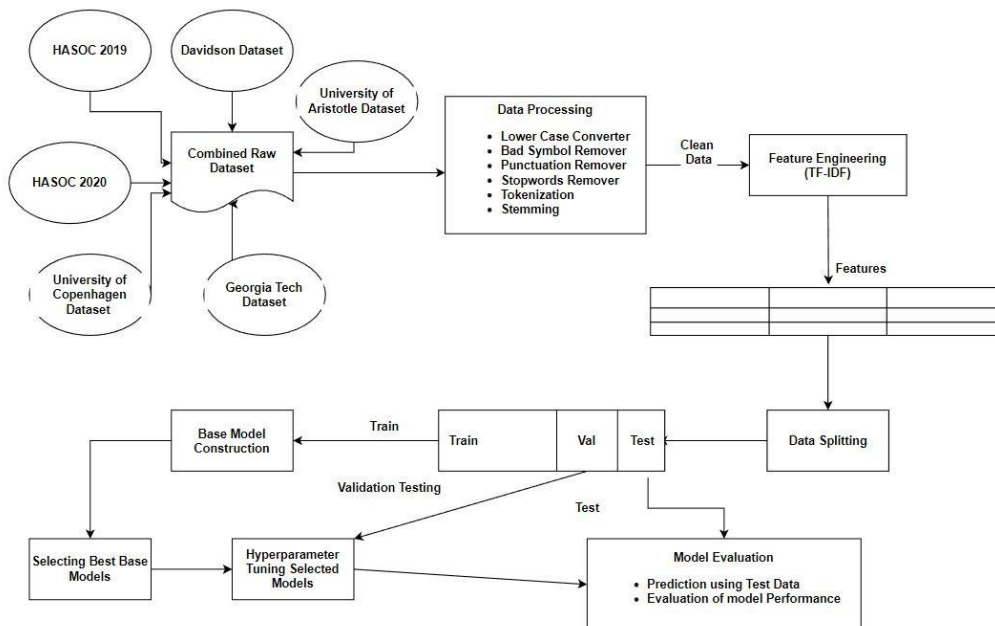 HASOC 2019
Davidson Dataset
University of
Aristotle Dataset
Combined Raw
Dataset
HASOC 2020
University of
Copenhagen
Dataset
Georgia Tech
Dataset
Data Processing
• Lower Case Converter
• Bad Symbol Remover
• Punctuation Remover
• Stopwords Remover
• Tokenization
• Stemming
Clean
Data
Feature Engineering
(TF-IDF)
Features
Data Splitting
Train
Val
Test
Train
Base Model
Construction
Validation Testing
Test
Selecting Best Base
Models
Hyperparameter
Tuning Selected
Models
Model Evaluation
• Prediction using Test Data
• Evaluation of model Performance